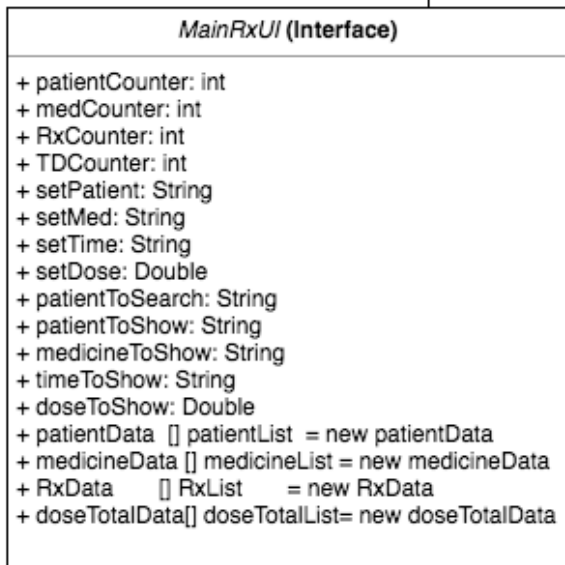 MainRxUI (Interface)
+ patientCounter: int
+ medCounter: int
+ RxCounter: int
+ TDCounter: int
+ setPatient: String
+ setMed: String
+ setTime: String
+ setDose: Double
+ patientToSearch: String
+ patientToShow: String
+ medicineToShow: String
+ timeToShow: String
+ doseToShow: Double
+ patientData [] patientList = new patientData
+ medicineData [] medicineList = new medicineData
+ RxData [] RxList = new RxData
+ doseTotalData[] doseTotalList= new doseTotalData